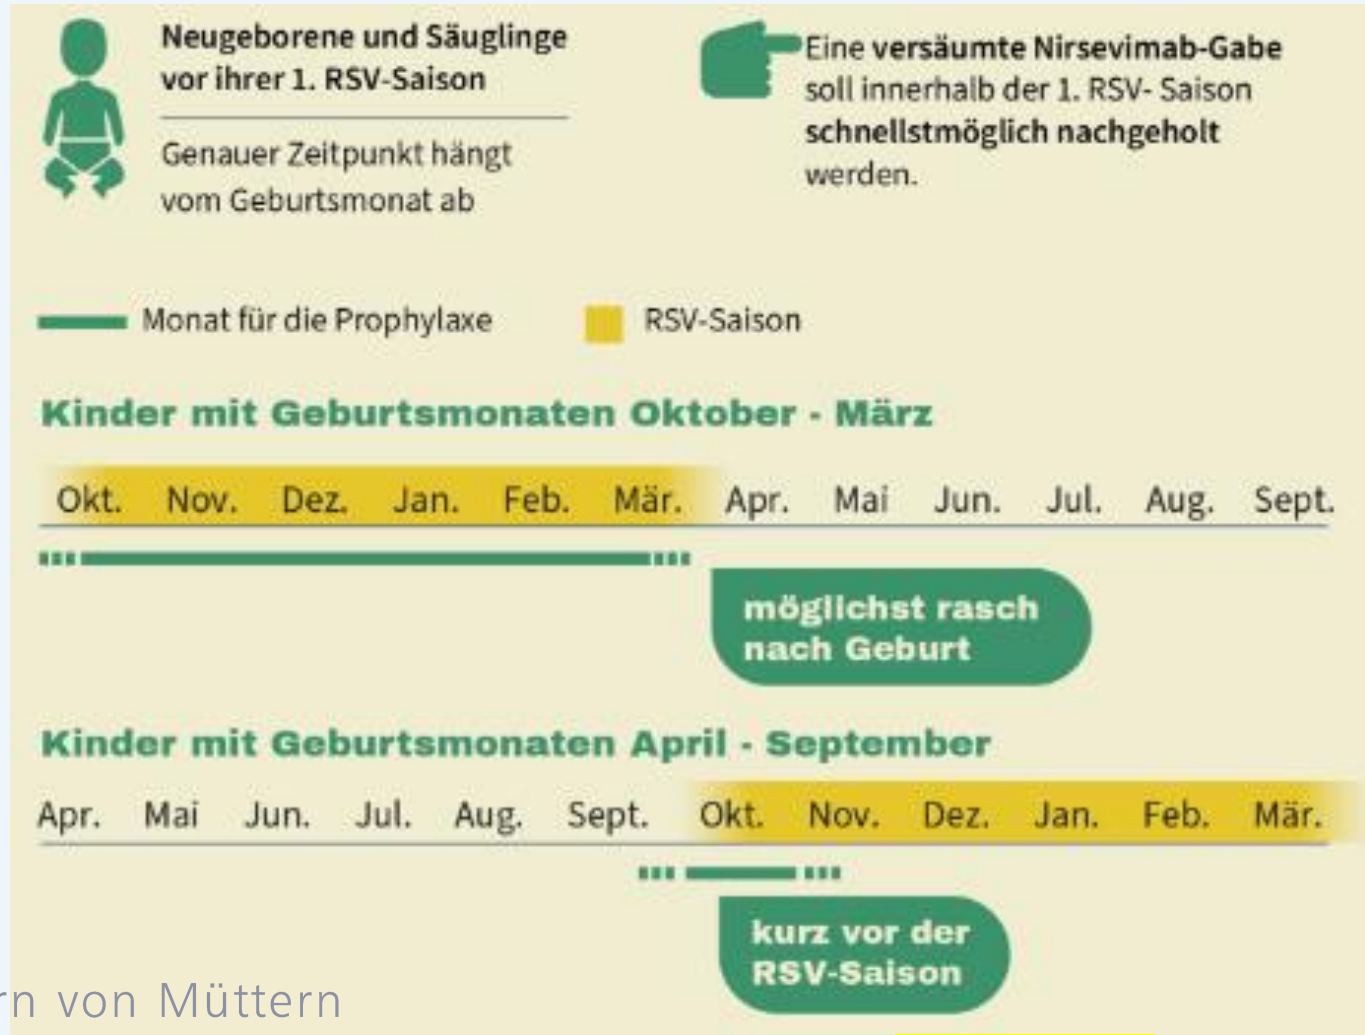 Neugeborene und Säuglinge
vor ihrer 1. RSV-Saison
Genauer Zeitpunkt hängt
vom Geburtsmonat ab
Eine versäumte Nirsevimab-Gabe
soll innerhalb der 1. RSV- Saison
schnellstmöglich nachgeholt
werden.
Monat für die Prophylaxe
RSV-Saison
Kinder mit Geburtsmonaten Oktober - März
Okt. Nov. Dez. Jan. Feb. Mär. Apr. Mai Jun. Jul. Aug. Sept.
möglichst rasch
nach Geburt
Kinder mit Geburtsmonaten April - September
Apr. Mai Jun. Jul. Aug. Sept. Okt. Nov. Dez. Jan. Feb. Mär.
kurz vor der
RSV-Saison
von Müttern